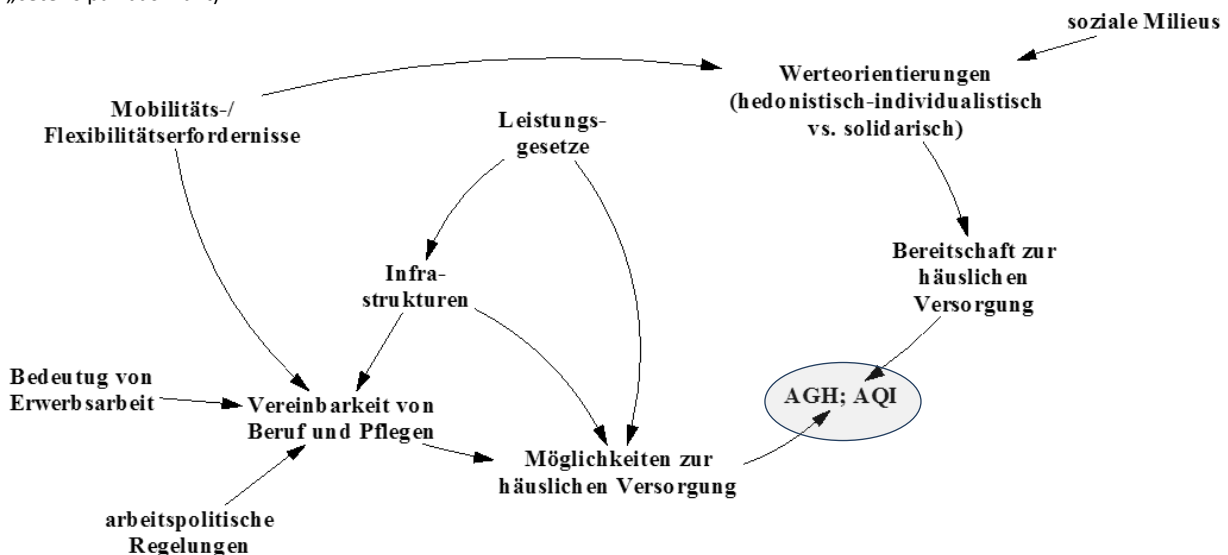 soziale Milieus
Werteorientierungen
(hedonistisch-individualistisch
vs. solidarisch)
Mobilitäts-/
Flexibilitätserfordernisse
Leistungs-
gesetze
Bereitschaft zur
häuslichen
Versorgung
Infra-
strukturen
Bedeutug von
Erwerbsarbeit
AGH; AQI
Vereinbarkeit von
Beruf und Pflegen
Möglichkeiten zur
häuslichen Versorgung
arbeitspolitische
Regelungen